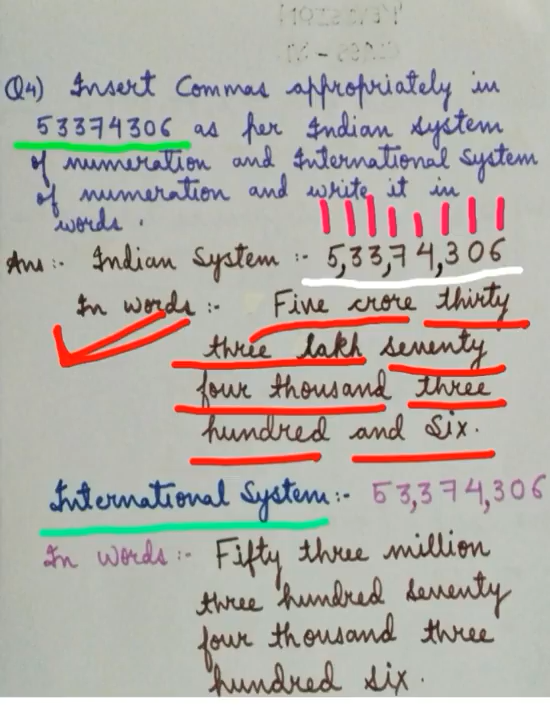 Q4) Insert Commas appropriately in
53374306 as per Indian system
of numeration and International System
of numeration and write it in
words.
Ans :- Indian System :- 5,33,74,306
In words :- Five crore thirty
three lakh seventy
four thousand three
hundred and six.
International System :- 53,374,306
In words :- Fifty three million
three hundred seventy
four thousand three
hundred six.